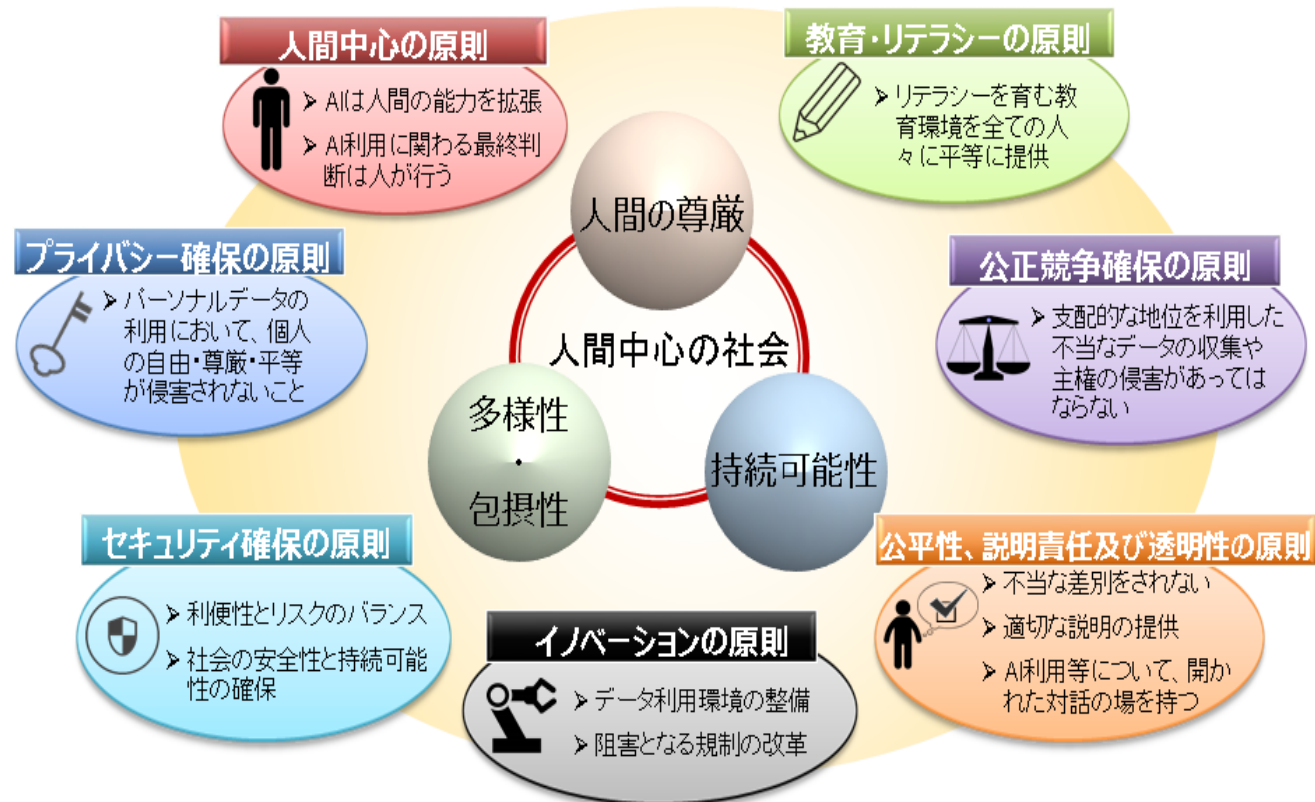 人間中心の原則
➢ AIは人間の能力を拡張
➢ AI利用に関わる最終判
断は人が行う
教育・リテラシーの原則
➢ リテラシーを育む教
育環境を全ての人
々に平等に提供
人間の尊厳
プライバシー確保の原則
➢ パーソナルデータの
利用において、個人
の自由・尊厳・平等
が侵害されないこと
公正競争確保の原則
➢ 支配的な地位を利用した
不当なデータの収集や
主権の侵害があっては
ならない
人間中心の社会
多様性
・
包摂性
持続可能性
セキュリティ確保の原則
➢ 利便性とリスクのバランス
➢ 社会の安全性と持続可能
性の確保
公平性、説明責任及び透明性の原則
➢ 不当な差別をされない
➢ 適切な説明の提供
➢ AI利用等について、開か
れた対話の場を持つ
イノベーションの原則
➢ データ利用環境の整備
➢ 阻害となる規制の改革